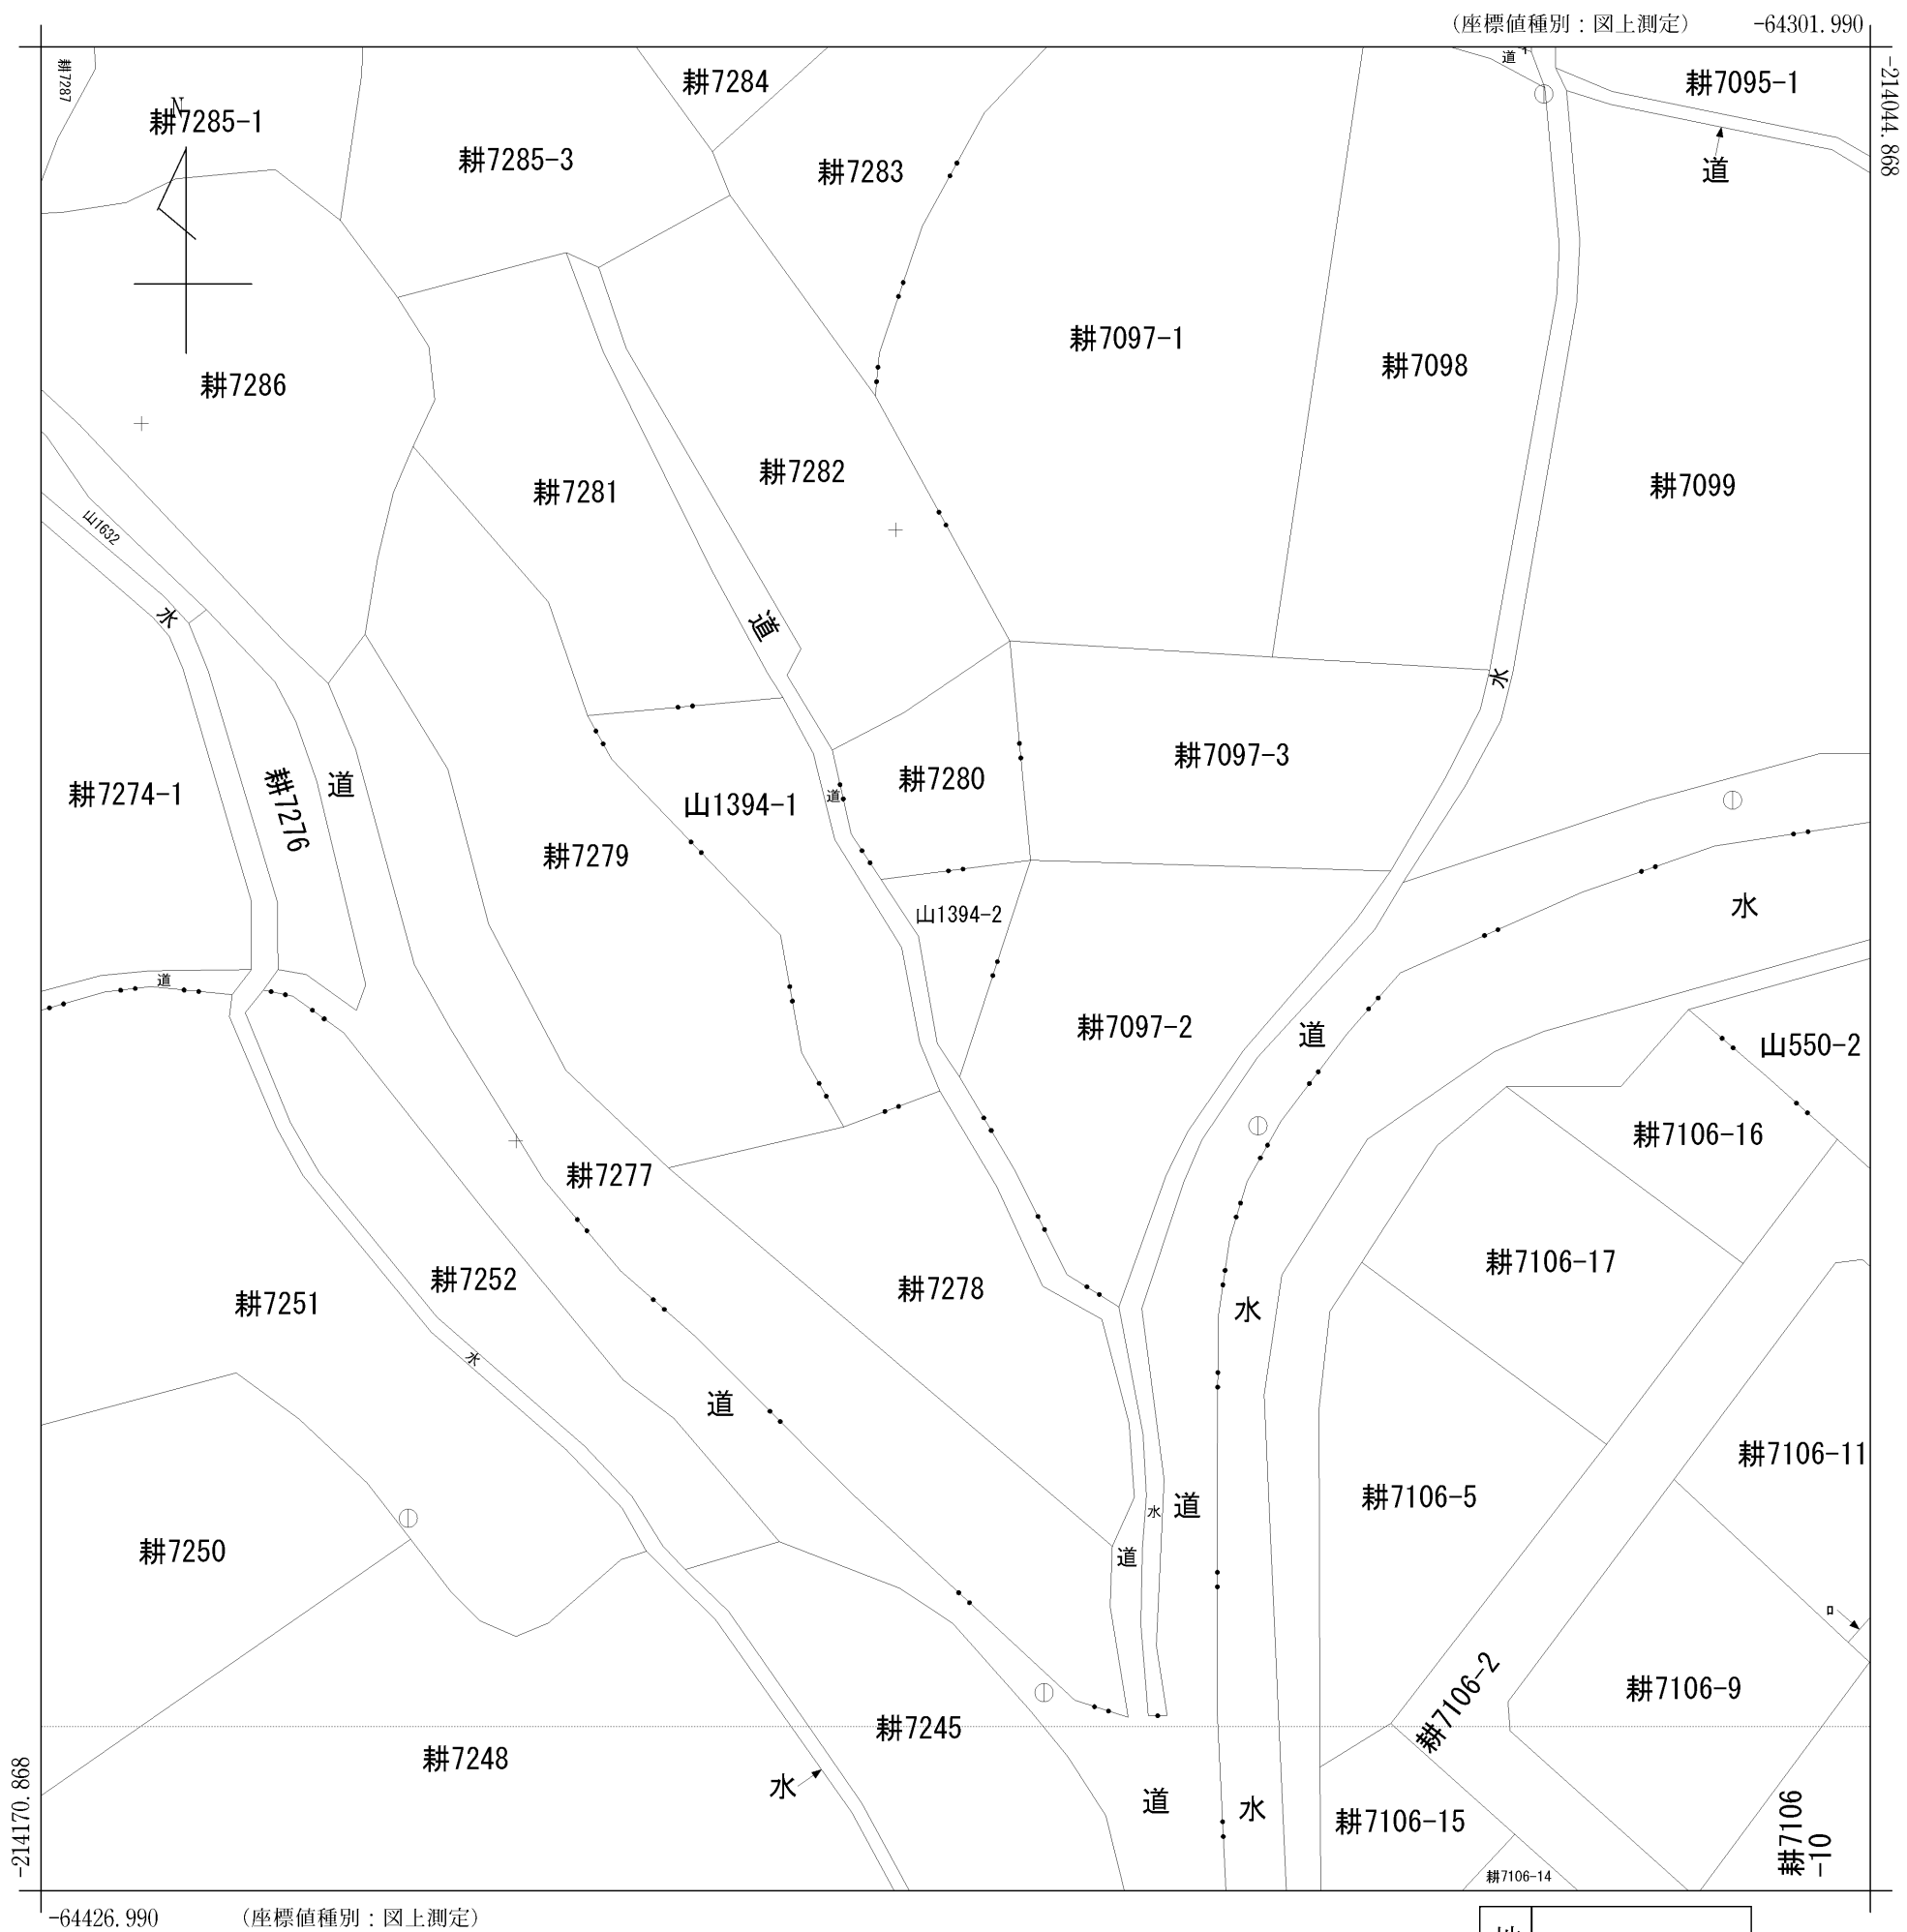 (座標値種別：図上測定) -64301.990
-214044.868
耕7287
N
耕7285-1
耕7284
道
耕7095-1
耕7285-3
耕7283
道
耕7097-1
耕7098
耕7286
耕7282
耕7281
耕7099
山1632
水
道
水
耕7274-1
耕7276
道
耕7280
耕7097-3
山1394-1
道
耕7279
山1394-2
水
道
耕7097-2
道
山550-2
耕7106-16
耕7277
耕7106-17
耕7252
耕7278
耕7251
水
水
道
耕7106-11
耕7106-5
道
水
耕7250
道
ロ
耕7106-2
耕7106-9
耕7245
耕7248
水
道
水
耕7106-15
耕7106
-10
耕7106-14
-214170.868
-64426.990 (座標値種別：図上測定)